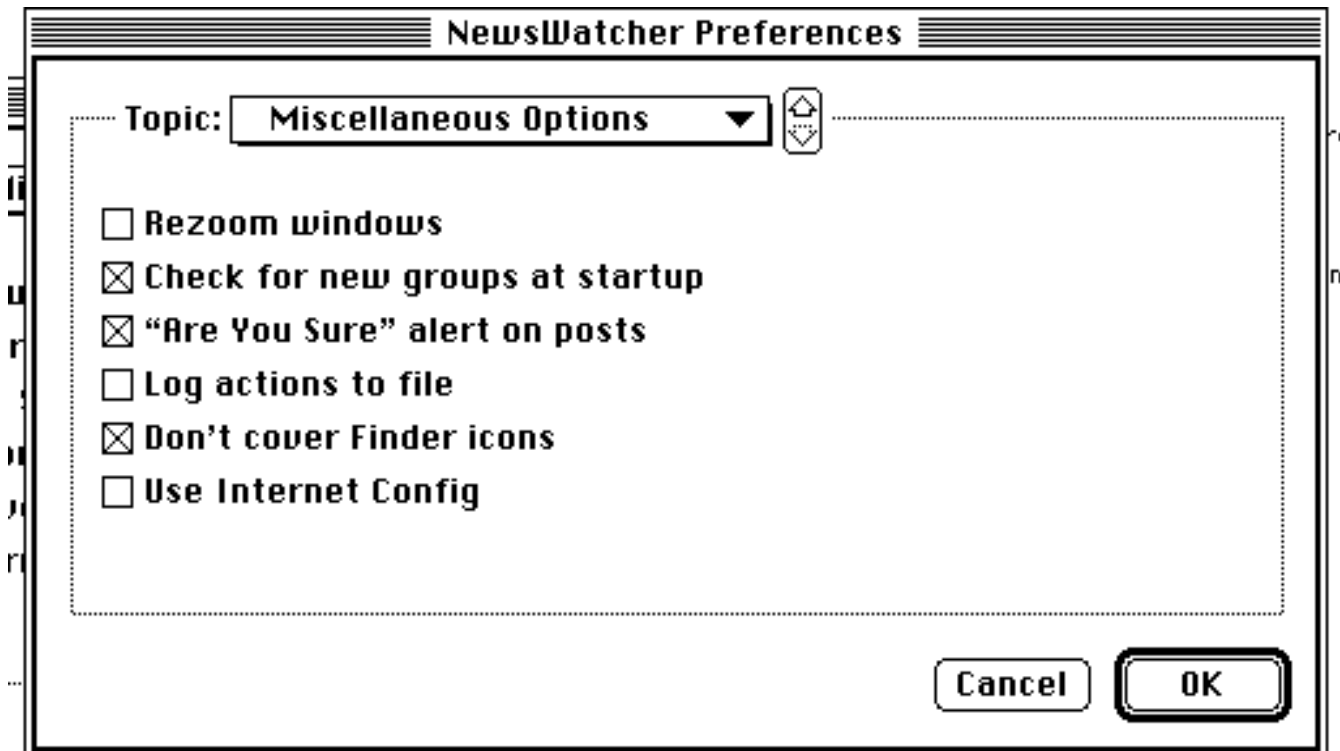 NewsWatcher Preferences
Topic: Miscellaneous Options
Rezoom windows
Check for new groups at startup
“Are You Sure” alert on posts
Log actions to file
Don’t cover Finder icons
Use Internet Config
Cancel OK